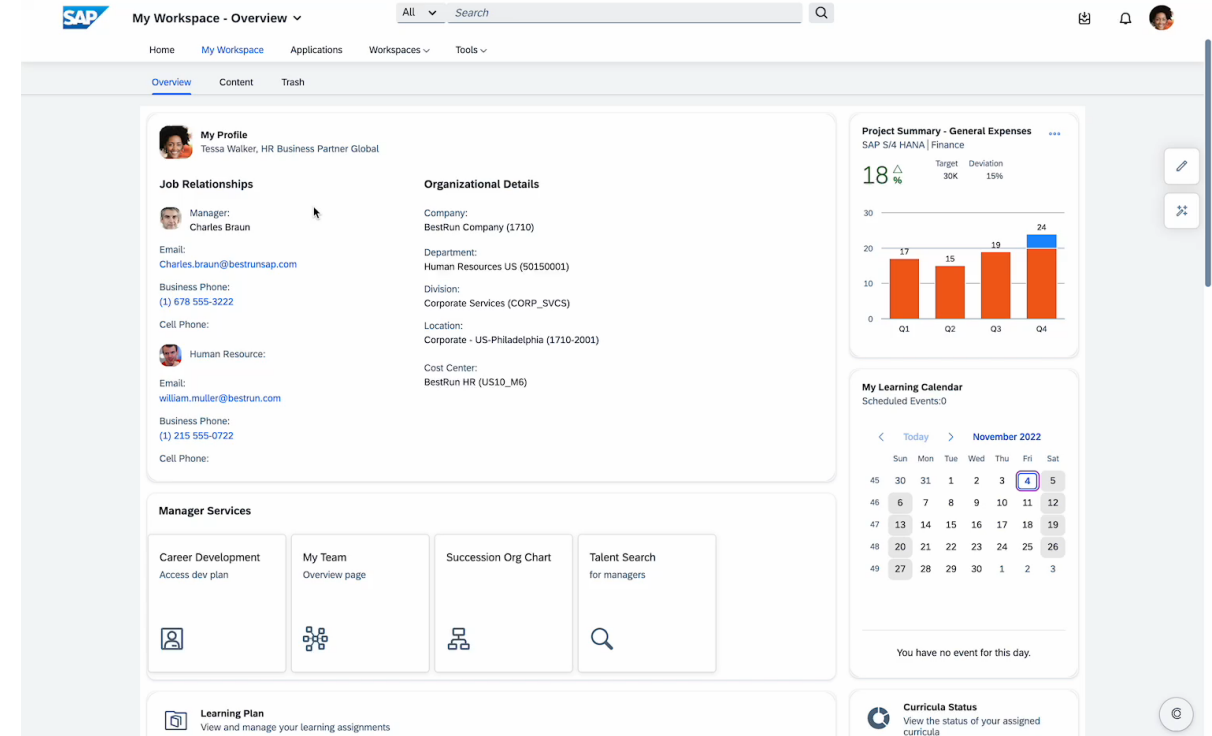 SAP
My Workspace - Overview
All
Search
Home
My Workspace
Applications
Workspaces
Tools
Overview
Content
Trash
My Profile
Tessa Walker, HR Business Partner Global
Job Relationships
Manager:
Charles Braun
Email:
Charles.braun@bestrunsap.com
Business Phone:
(1) 678 555-3222
Cell Phone:
Human Resource:
Email:
william.muller@bestrun.com
Business Phone:
(1) 215 555-0722
Cell Phone:
Organizational Details
Company:
BestRun Company (1710)
Department:
Human Resources US (50150001)
Division:
Corporate Services (CORP_SVCS)
Location:
Corporate - US-Philadelphia (1710-2001)
Cost Center:
BestRun HR (US10_M6)
Manager Services
Career Development
Access dev plan
My Team
Overview page
Succession Org Chart
Talent Search
for managers
Learning Plan
View and manage your learning assignments
Project Summary - General Expenses
SAP S/4 HANA | Finance
18 %
Target Deviation
30K 15%
30
20
10
0
17 15 19 24
Q1 Q2 Q3 Q4
My Learning Calendar
Scheduled Events:0
Today November 2022
Sun Mon Tue Wed Thu Fri Sat
45 30 31 1 2 3 4 5
46 6 7 8 9 10 11 12
47 13 14 15 16 17 18 19
48 20 21 22 23 24 25 26
49 27 28 29 30 1 2 3
You have no event for this day.
Curricula Status
View the status of your assigned
curricula